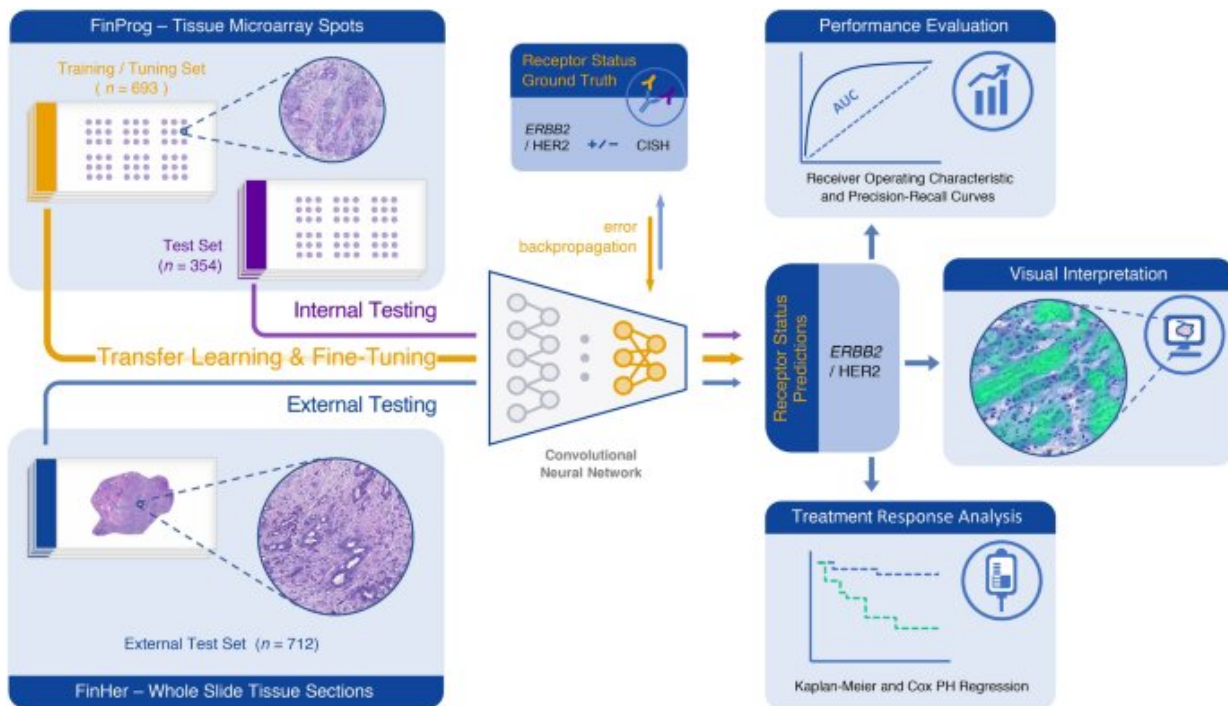 FinProg – Tissue Microarray Spots
Training / Tuning Set
( n = 693 )
Test Set
(n = 354)
Internal Testing
Transfer Learning & Fine-Tuning
External Testing
External Test Set (n = 712)
FinHer – Whole Slide Tissue Sections
Receptor Status
Ground Truth
ERBB2
/ HER2 +/− CISH
error
backpropagation
Convolutional
Neural Network
Receptor Status
Predictions
ERBB2
/ HER2
Performance Evaluation
AUC
Receiver Operating Characteristic
and Precision-Recall Curves
Visual Interpretation
Treatment Response Analysis
Kaplan-Meier and Cox PH Regression